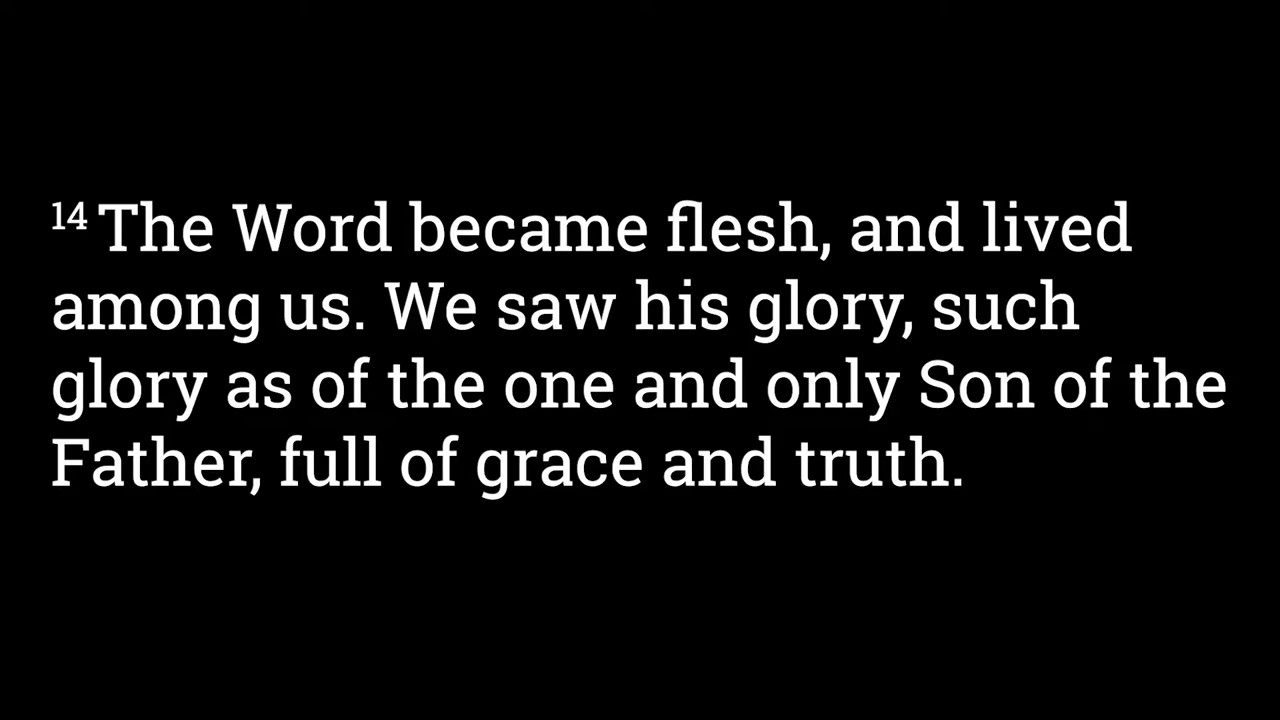 14 The Word became flesh, and lived
among us. We saw his glory, such
glory as of the one and only Son of the
Father, full of grace and truth.